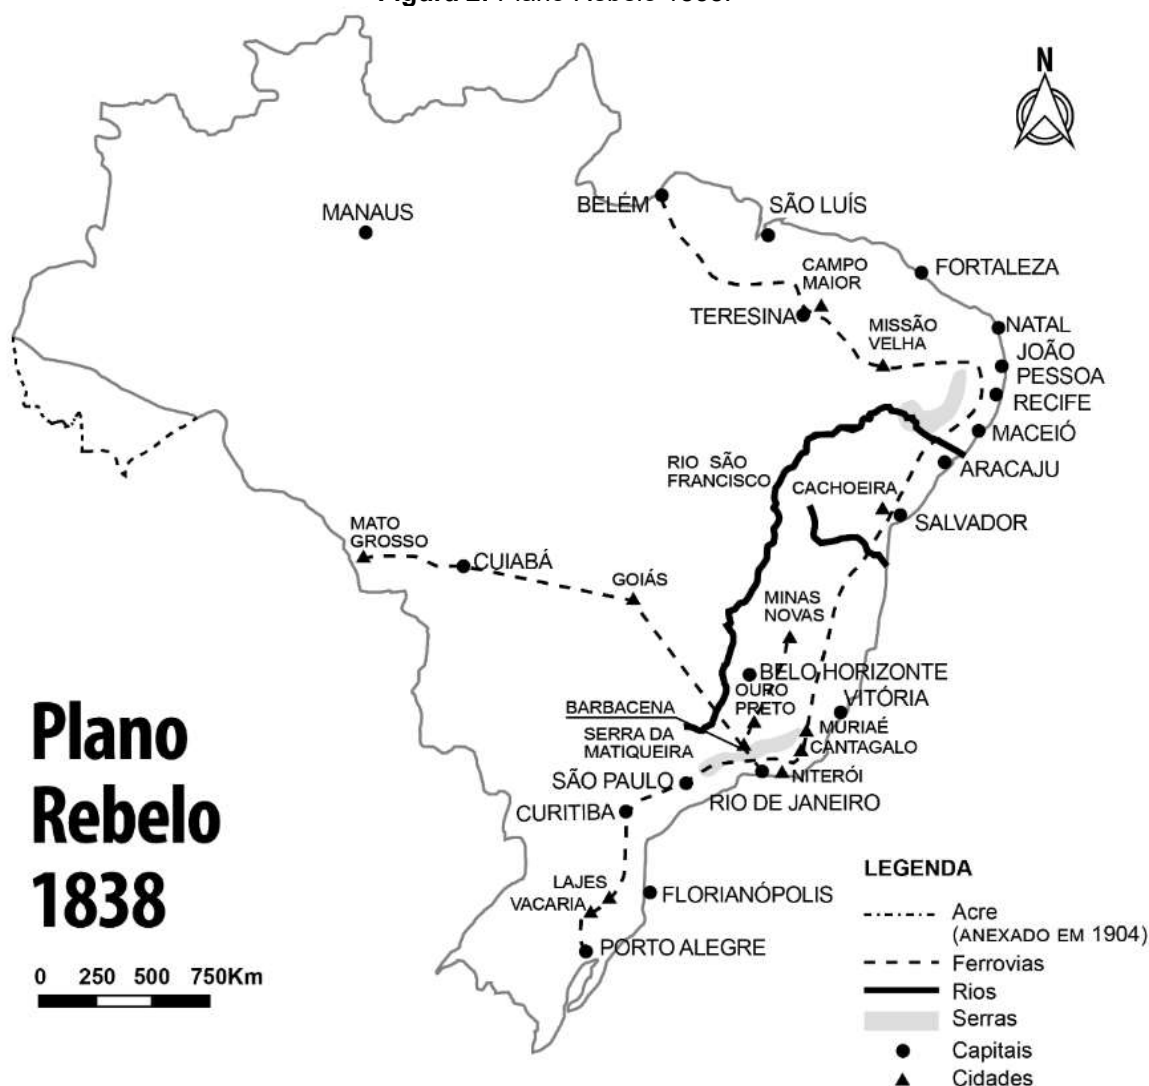 N
BELÉM
SÃO LUÍS
MANAUS
CAMPO
MAIOR
FORTALEZA
TERESINA
MISSÃO
VELHA
NATAL
JOÃO
PESSOA
RECIFE
MACEIÓ
RIO SÃO
FRANCISCO
ARACAJU
CACHOEIRA
SALVADOR
MATO
GROSSO
CUIABÁ
GOIÁS
MINAS
NOVAS
BELO HORIZONTE
OURO
PRETO
VITÓRIA
BARBACENA
MURIAÉ
SERRA DA
MATIQUEIRA
CANTAGALO
SÃO PAULO
NITERÓI
RIO DE JANEIRO
CURITIBA
LAJES
VACARIA
FLORIANÓPOLIS
PORTO ALEGRE
Plano
Rebelo
1838
0 250 500 750Km
LEGENDA
Acre
(ANEXADO EM 1904)
Ferrovias
Rios
Serras
Capitais
Cidades